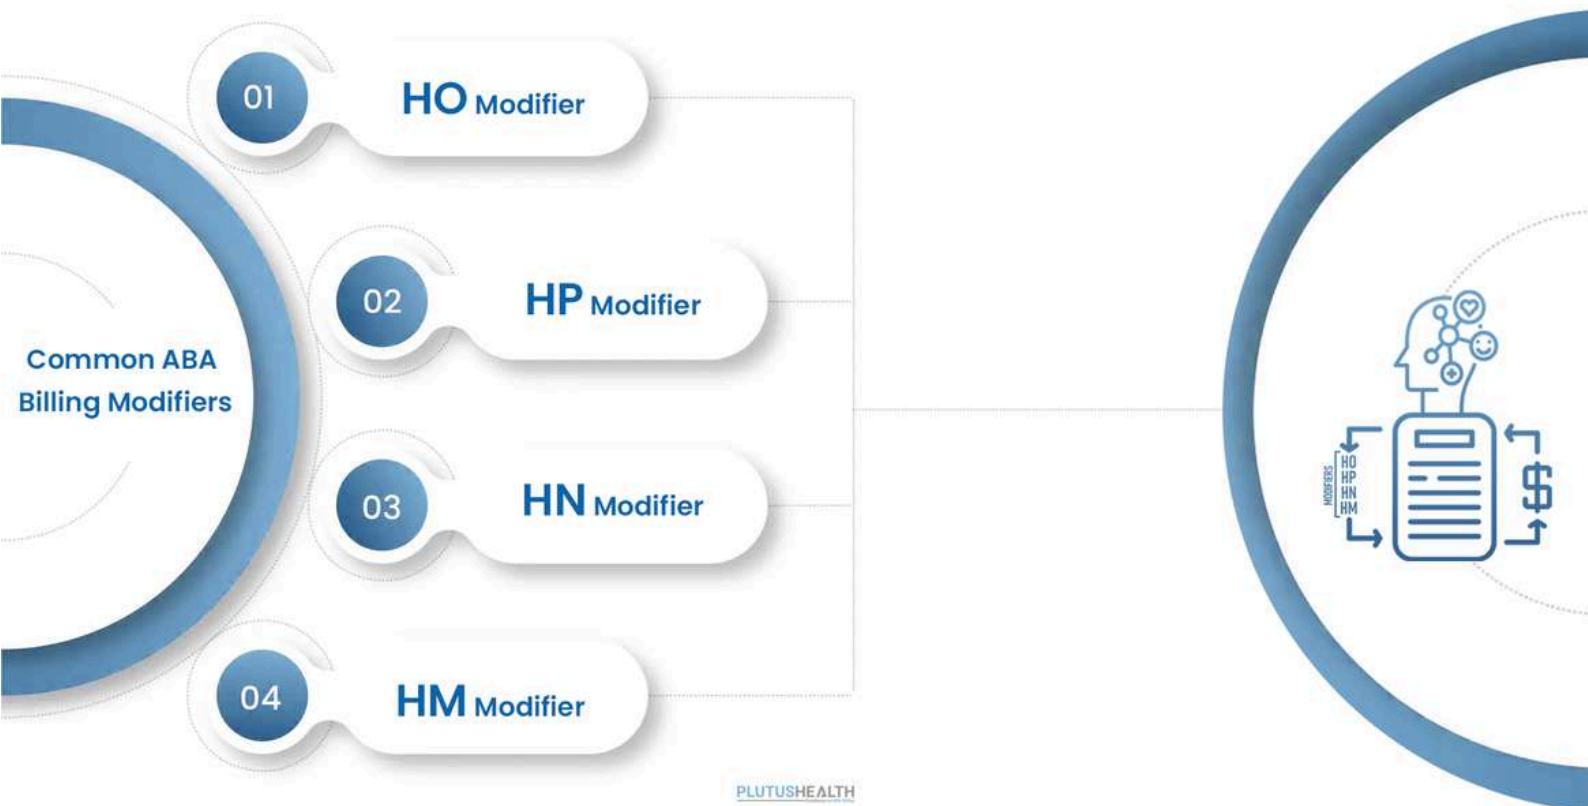 Common ABA
Billing Modifiers
01
HO Modifier
02
HP Modifier
03
HN Modifier
04
HM Modifier
MODIFIERS
HO
HP
HN
HM
$
PLUTUSHEALTH